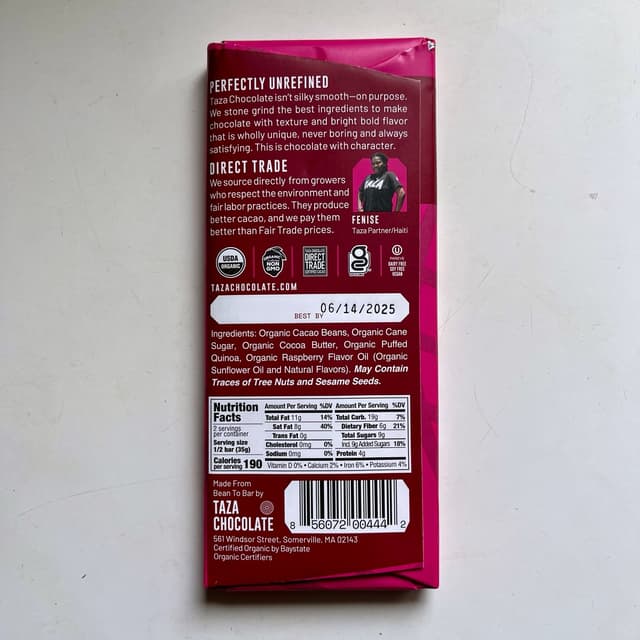 PERFECTLY UNREFINED
Taza Chocolate isn't silky smooth—on purpose.
We stone grind the best ingredients to make
chocolate with texture and bright bold flavor
that is wholly unique, never boring and always
satisfying. This is chocolate with character.
DIRECT TRADE
We source directly from growers
who respect the environment and
fair labor practices. They produce
better cacao, and we pay them
better than Fair Trade prices.
TAZA
FENISE
Taza Partner/Haiti
USDA
ORGANIC
ORGANIC
NON
GMO
TAZA CHOCOLATE
DIRECT
TRADE
CERTIFIED CACAO
U
PAREVE
DAIRY FREE
SOY FREE
VEGAN
TAZACHOCOLATE.COM
BEST BY 06/14/2025
Ingredients: Organic Cacao Beans, Organic Cane
Sugar, Organic Cocoa Butter, Organic Puffed
Quinoa, Organic Raspberry Flavor Oil (Organic
Sunflower Oil and Natural Flavors). May Contain
Traces of Tree Nuts and Sesame Seeds.
Nutrition
Facts
2 servings
per container
Serving size
1/2 bar (35g)
Calories
per serving 190
Amount Per Serving %DV
Total Fat 11g 14%
Sat Fat 8g 40%
Trans Fat 0g
Cholesterol 0mg 0%
Sodium 0mg 0%
Amount Per Serving %DV
Total Carb. 19g 7%
Dietary Fiber 6g 21%
Total Sugars 9g
Incl. 9g Added Sugars 18%
Protein 4g
Vitamin D 0% • Calcium 2% • Iron 6% • Potassium 4%
Made From
Bean To Bar by
TAZA
CHOCOLATE
8 56072 00444 2
561 Windsor Street, Somerville, MA 02143
Certified Organic by Baystate
Organic Certifiers